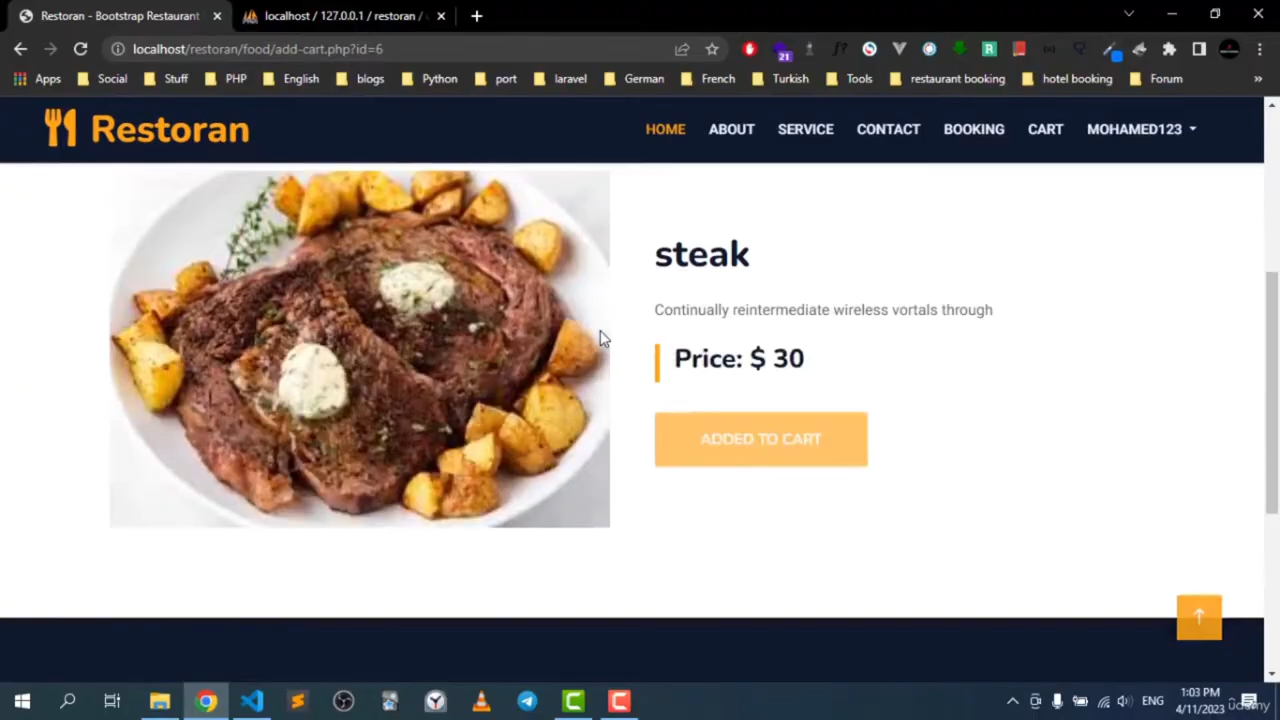 Restoran - Bootstrap Restaurant
localhost / 127.0.0.1 / restoran /
localhost/restoran/food/add-cart.php?id=6
21
Apps Social Stuff PHP English blogs Python port laravel German French Turkish Tools restaurant booking hotel booking Forum »
Restoran HOME ABOUT SERVICE CONTACT BOOKING CART MOHAMED123
steak
Continually reintermediate wireless vortals through
Price: $ 30
ADDED TO CART
ENG
1:03 PM
4/11/2023
udemy